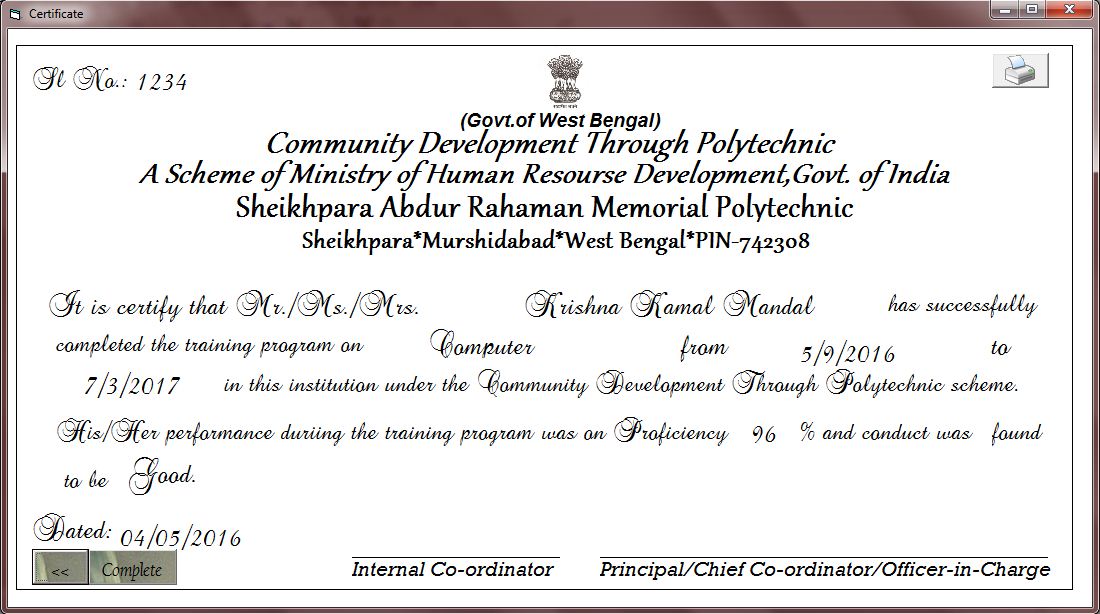 Certificate
Sl No.: 1234
(Govt.of West Bengal)
Community Development Through Polytechnic
A Scheme of Ministry of Human Resourse Development,Govt. of India
Sheikhpara Abdur Rahaman Memorial Polytechnic
Sheikhpara*Murshidabad*West Bengal*PIN-742308
It is certify that Mr./Ms./Mrs. Krishna Kamal Mandal has successfully
completed the training program on Computer from 5/9/2016 to
7/3/2017 in this institution under the Community Development Through Polytechnic scheme.
His/Her performance duriing the training program was on Proficiency 96 % and conduct was found
to be Good.
Dated: 04/05/2016
<< Complete
Internal Co-ordinator Principal/Chief Co-ordinator/Officer-in-Charge